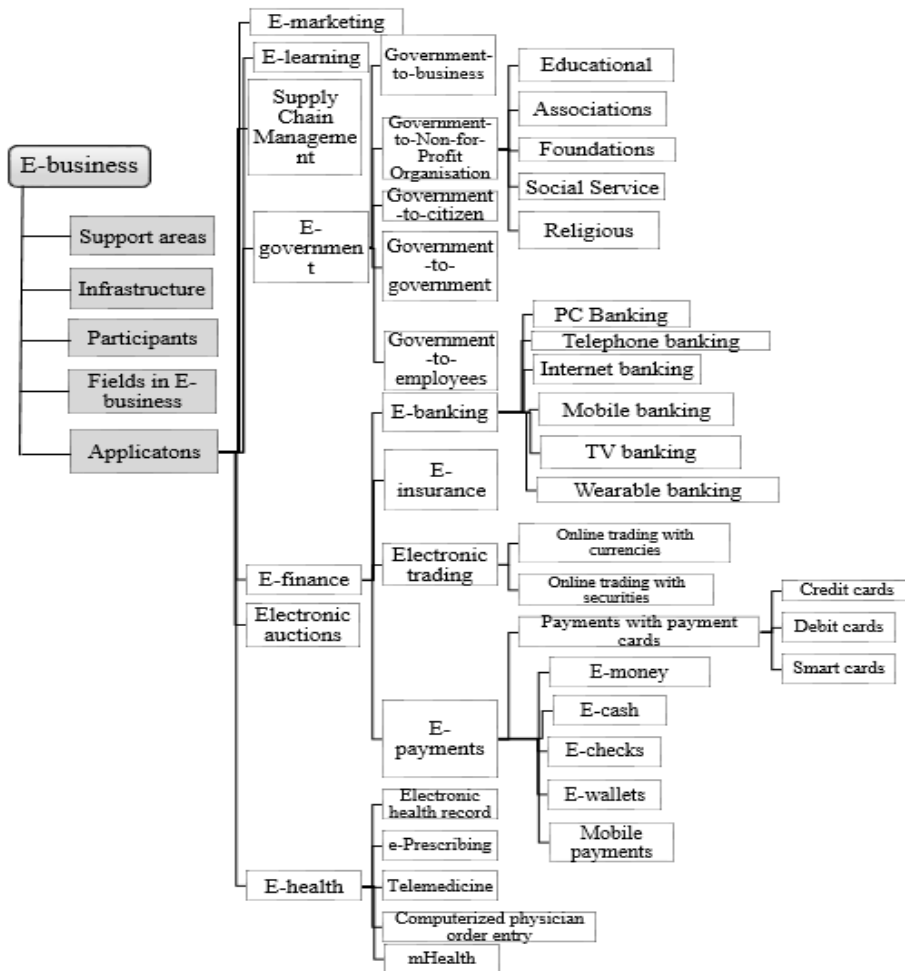 E-business
Support areas
Infrastructure
Participants
Fields in E-
business
Applicatons
E-marketing
E-learning
Supply
Chain
Manageme
nt
E-
governmen
t
E-finance
Electronic
auctions
E-health
Government-
to-business
Government-
to-Non-for-
Profit
Organisation
Government
-to-citizen
Government
-to-
government
Government
-to-
employees
Educational
Associations
Foundations
Social Service
Religious
E-banking
E-
insurance
Electronic
trading
E-
payments
PC Banking
Telephone banking
Internet banking
Mobile banking
TV banking
Wearable banking
Online trading with
currencies
Online trading with
securities
Payments with payment
cards
E-money
E-cash
E-checks
E-wallets
Mobile
payments
Credit cards
Debit cards
Smart cards
Electronic
health record
e-Prescribing
Telemedicine
Computerized physician
order entry
mHealth